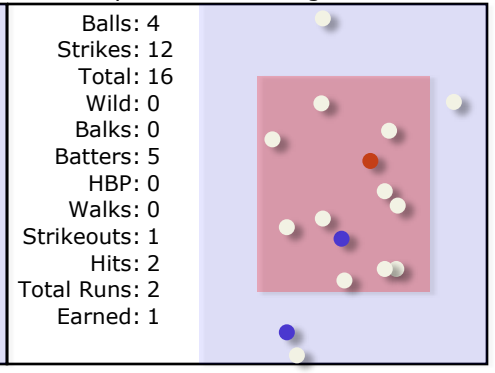 Balls: 4
Strikes: 12
Total: 16
Wild: 0
Balks: 0
Batters: 5
HBP: 0
Walks: 0
Strikeouts: 1
Hits: 2
Total Runs: 2
Earned: 1